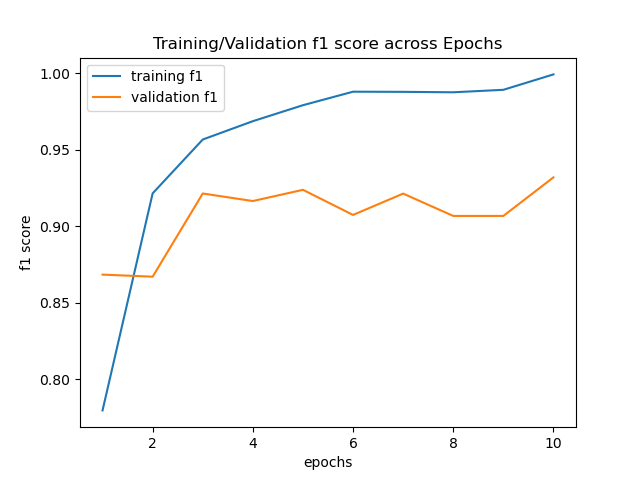 Training/Validation f1 score across Epochs
training f1
validation f1
1.00
0.95
0.90
0.85
0.80
f1 score
2
4
6
8
10
epochs